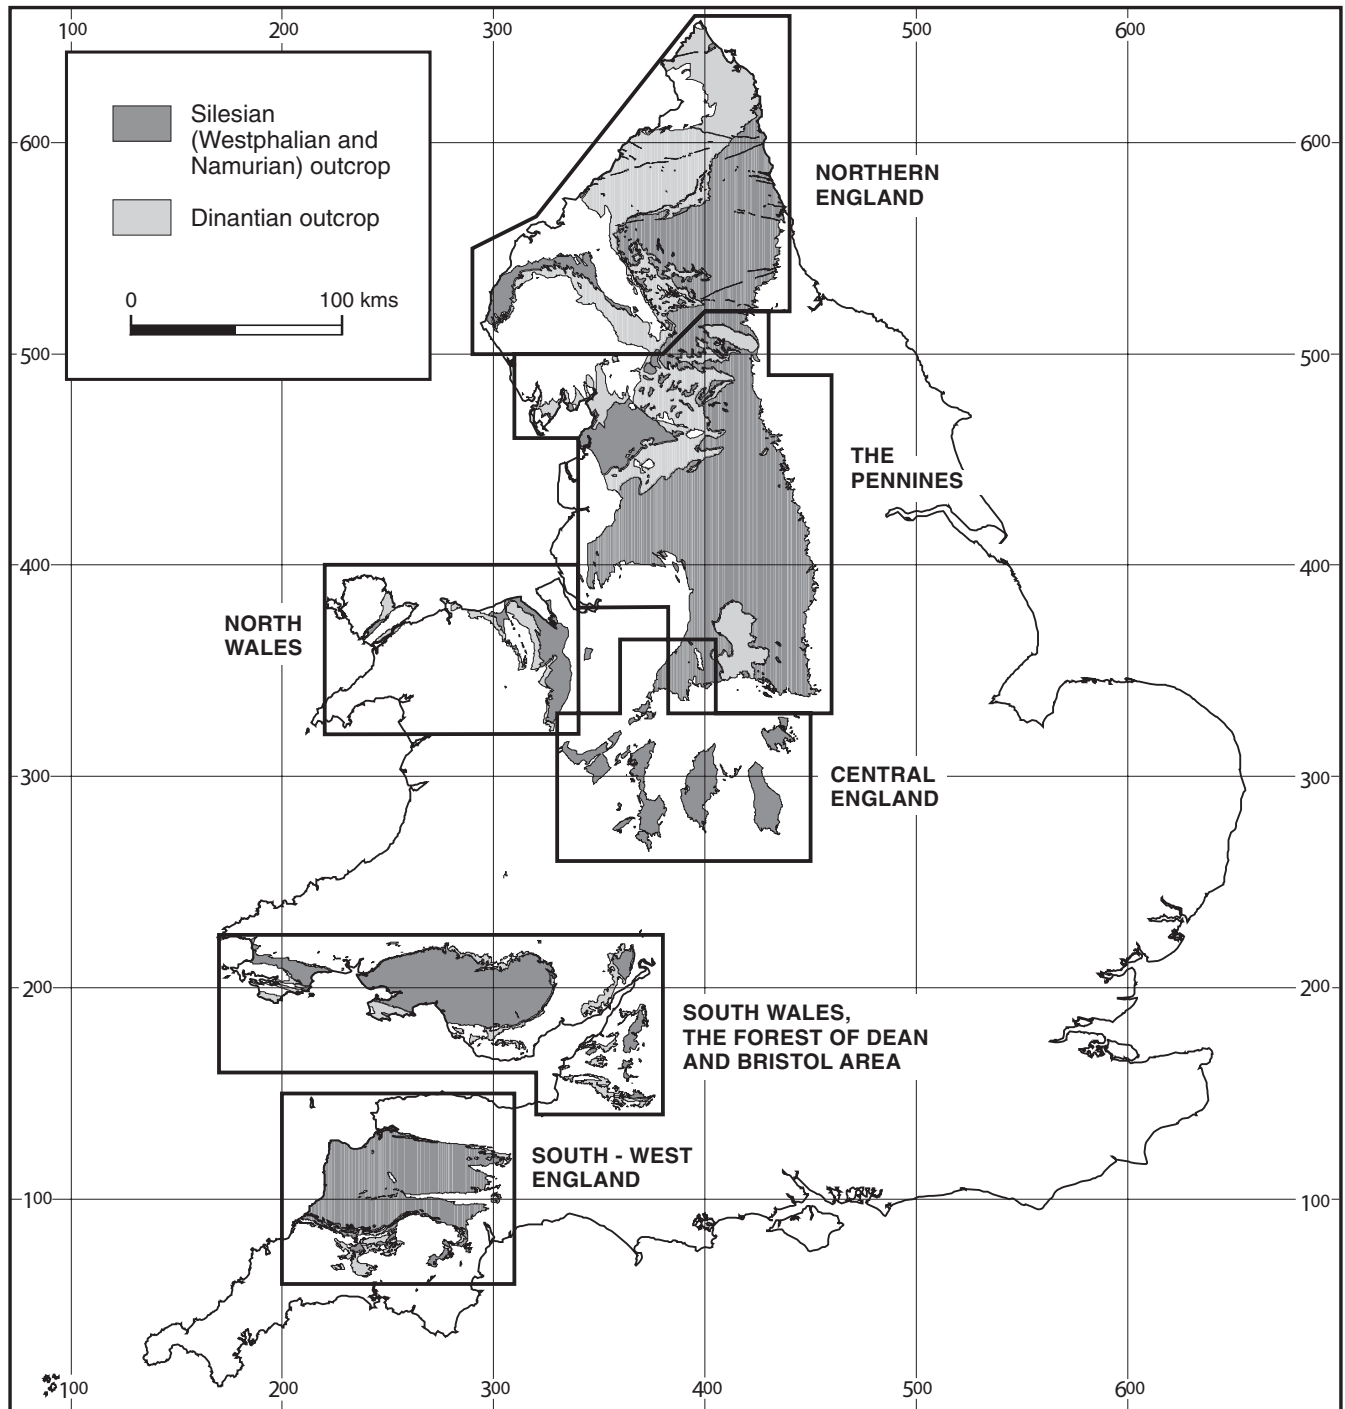 100
200
300
400
500
600
Silesian
(Westphalian and
Namurian) outcrop
Dinantian outcrop
0
100 kms
600
600
NORTHERN
ENGLAND
500
500
THE
PENNINES
400
400
NORTH
WALES
300
300
CENTRAL
ENGLAND
200
200
SOUTH WALES,
THE FOREST OF DEAN
AND BRISTOL AREA
SOUTH - WEST
ENGLAND
100
100
100
200
300
400
500
600